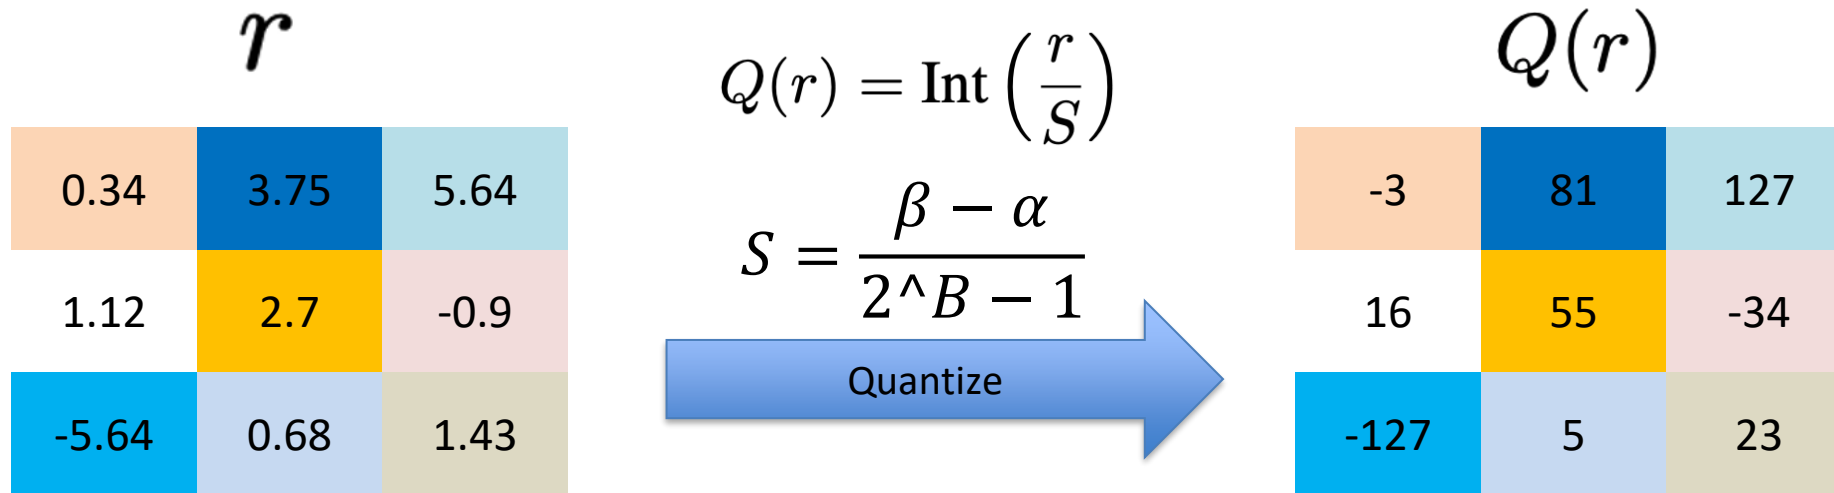 r
Q(r) = Int (r/S)
Q(r)
S = β − α / 2^B − 1
Quantize
0.34 3.75 5.64
1.12 2.7 -0.9
-5.64 0.68 1.43
-3 81 127
16 55 -34
-127 5 23